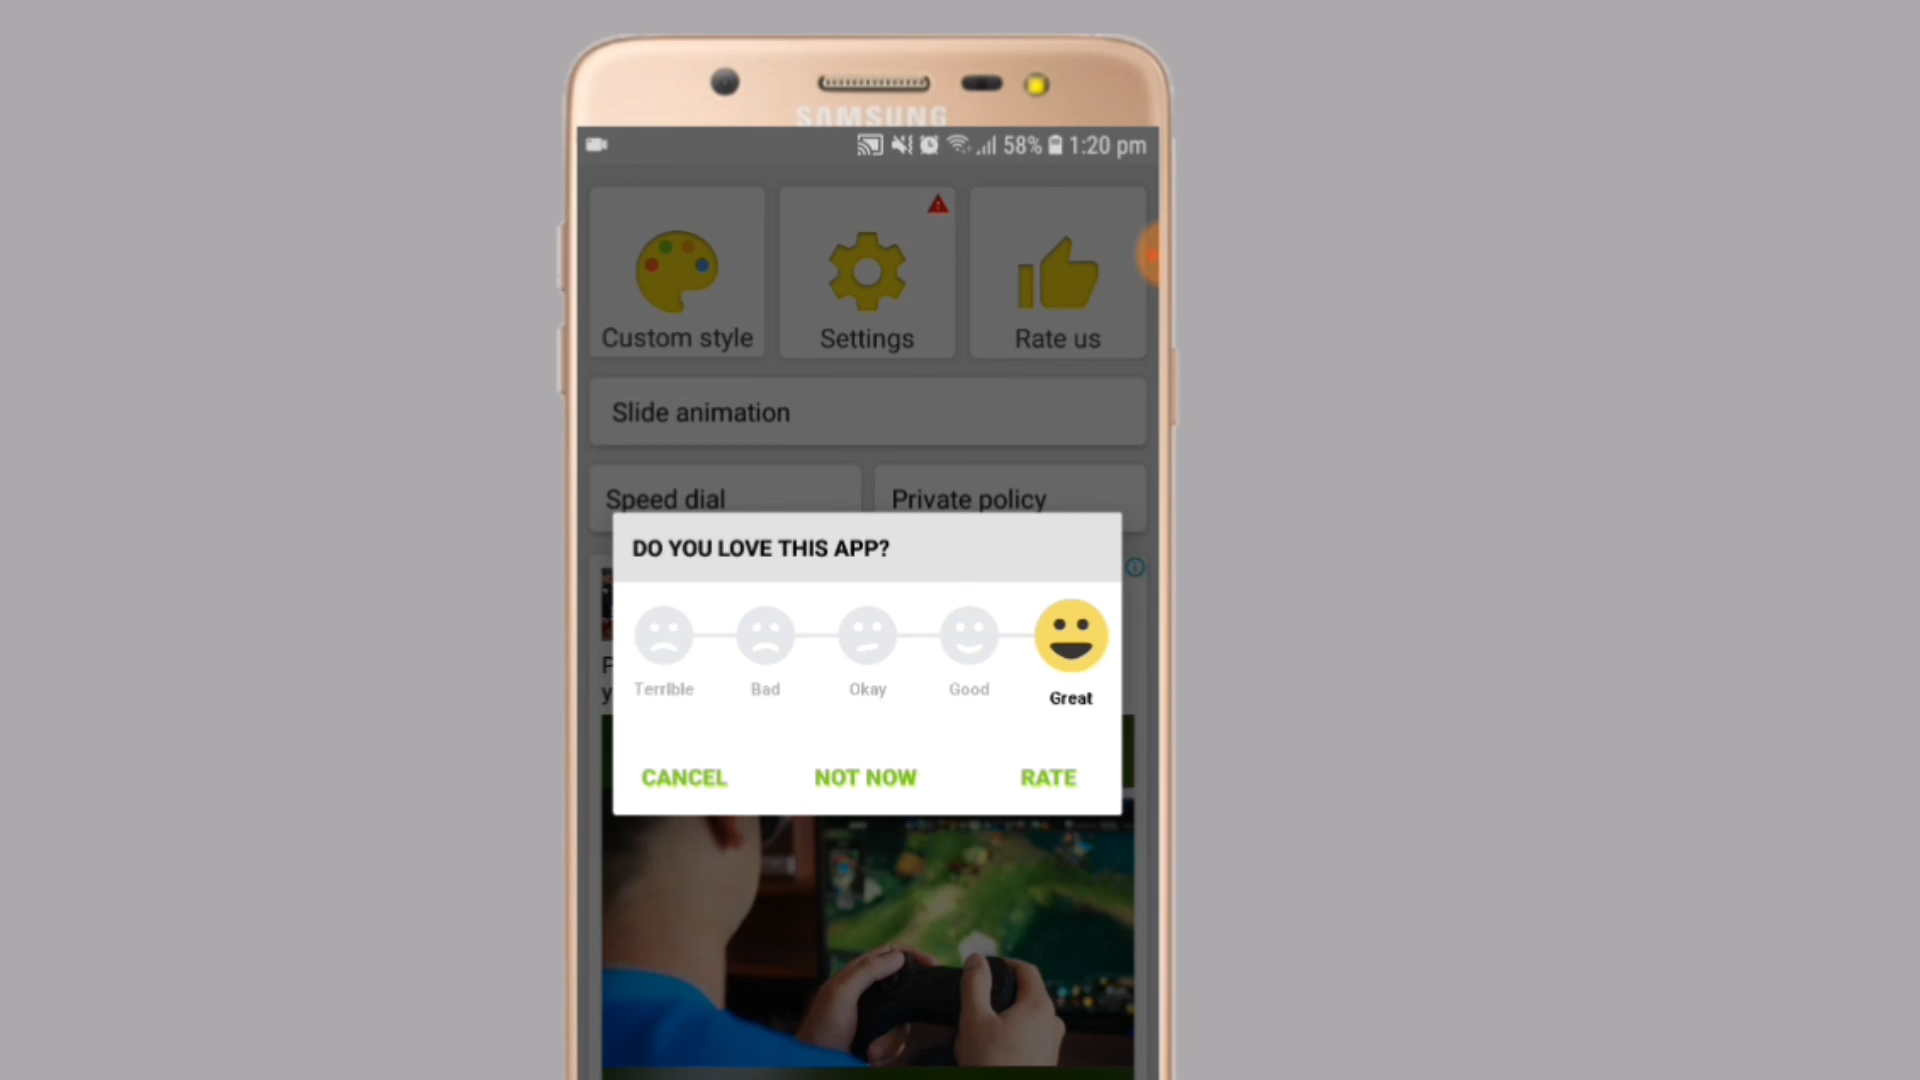 SAMSUNG
58% 1:20 pm
Custom style
Settings
Rate us
Slide animation
Speed dial
Private policy
DO YOU LOVE THIS APP?
Terrible
Bad
Okay
Good
Great
CANCEL
NOT NOW
RATE